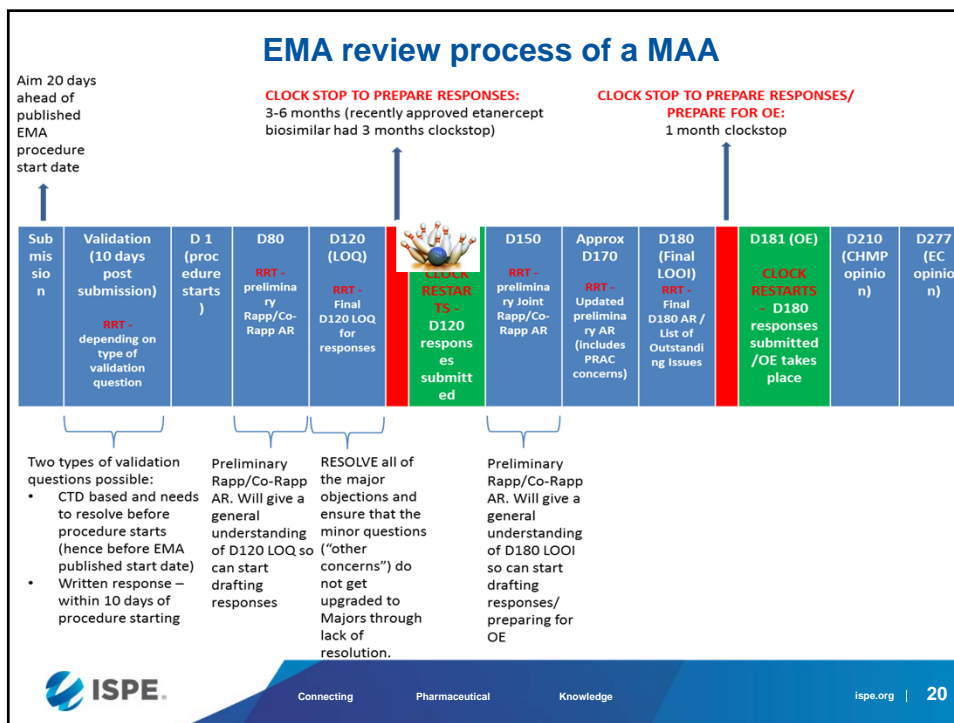 EMA review process of a MAA
Aim 20 days
ahead of
published
EMA
procedure
start date
CLOCK STOP TO PREPARE RESPONSES:
3-6 months (recently approved etanercept
biosimilar had 3 months clockstop)
CLOCK STOP TO PREPARE RESPONSES/
PREPARE FOR OE:
1 month clockstop
Sub
missio
n
Validation
(10 days
post
submission)
RRT -
depending on
type of
validation
question
D 1
(proc
edure
starts
)
D80
RRT -
prelimina
ry
Rapp/Co-
Rapp AR
D120
(LOQ)
RRT -
Final
D120 LOQ
for
responses
CLOCK
RESTAR
TS -
D120
respons
es
submitt
ed
D150
RRT -
prelimina
ry Joint
Rapp/Co-
Rapp AR
Approx
D170
RRT -
Updated
prelimina
ry AR
(includes
PRAC
concerns)
D180
(Final
LOOI)
RRT -
Final
D180 AR /
List of
Outstandi
ng Issues
D181 (OE)
CLOCK
RESTARTS
- D180
responses
submitted
/OE takes
place
D210
(CHMP
opinio
n)
D277
(EC
opinio
n)
Two types of validation
questions possible:
• CTD based and needs
to resolve before
procedure starts
(hence before EMA
published start date)
• Written response –
within 10 days of
procedure starting
Preliminary
Rapp/Co-Rapp
AR. Will give a
general
understanding
of D120 LOQ so
can start
drafting
responses
RESOLVE all of
the major
objections and
ensure that the
minor questions
(“other
concerns”) do
not get
upgraded to
Majors through
lack of
resolution.
Preliminary
Rapp/Co-Rapp
AR. Will give a
general
understanding
of D180 LOOI
so can start
drafting
responses/
preparing for
OE
ISPE.
Connecting Pharmaceutical Knowledge
ispe.org | 20